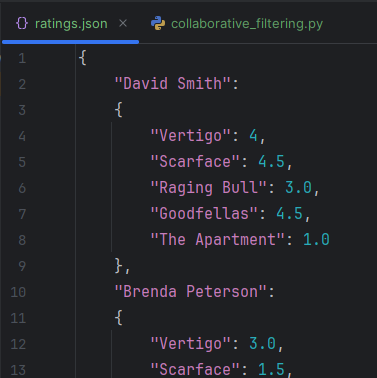 {} ratings.json × collaborative_filtering.py
1 {
2 "David Smith":
3 {
4 "Vertigo": 4,
5 "Scarface": 4.5,
6 "Raging Bull": 3.0,
7 "Goodfellas": 4.5,
8 "The Apartment": 1.0
9 },
10 "Brenda Peterson":
11 {
12 "Vertigo": 3.0,
13 "Scarface": 1.5,